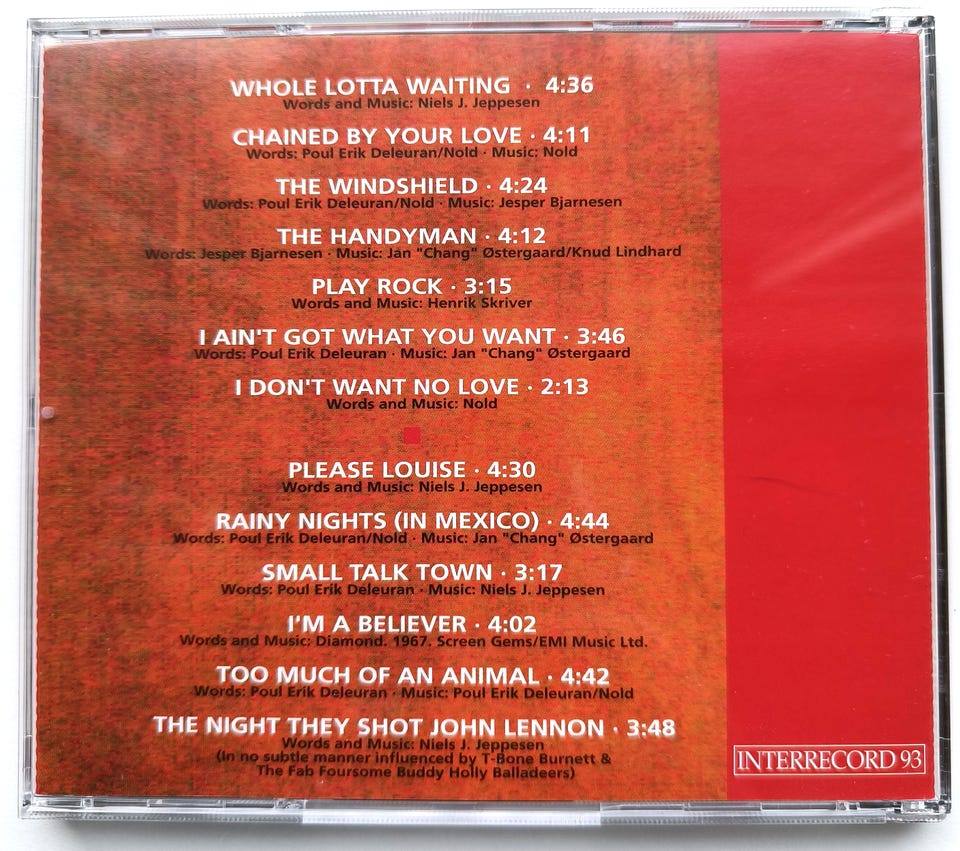 WHOLE LOTTA WAITING · 4:36
Words and Music: Niels J. Jeppesen
CHAINED BY YOUR LOVE · 4:11
Words: Poul Erik Deleuran/Nold · Music: Nold
THE WINDSHIELD · 4:24
Words: Poul Erik Deleuran/Nold · Music: Jesper Bjarnesen
THE HANDYMAN · 4:12
Words: Jesper Bjarnesen · Music: Jan "Chang" Østergaard/Knud Lindhard
PLAY ROCK · 3:15
Words and Music: Henrik Skriver
I AIN'T GOT WHAT YOU WANT · 3:46
Words: Poul Erik Deleuran · Music: Jan "Chang" Østergaard
I DON'T WANT NO LOVE · 2:13
Words and Music: Nold
PLEASE LOUISE · 4:30
Words and Music: Niels J. Jeppesen
RAINY NIGHTS (IN MEXICO) · 4:44
Words: Poul Erik Deleuran/Nold · Music: Jan "Chang" Østergaard
SMALL TALK TOWN · 3:17
Words: Poul Erik Deleuran · Music: Niels J. Jeppesen
I'M A BELIEVER · 4:02
Words and Music: Diamond. 1967. Screen Gems/EMI Music Ltd.
TOO MUCH OF AN ANIMAL · 4:42
Words: Poul Erik Deleuran · Music: Poul Erik Deleuran/Nold
THE NIGHT THEY SHOT JOHN LENNON · 3:48
Words and Music: Niels J. Jeppesen
(In no subtle manner influenced by T-Bone Burnett &
The Fab Foursome Buddy Holly Balladeers)
INTERRECORD 93